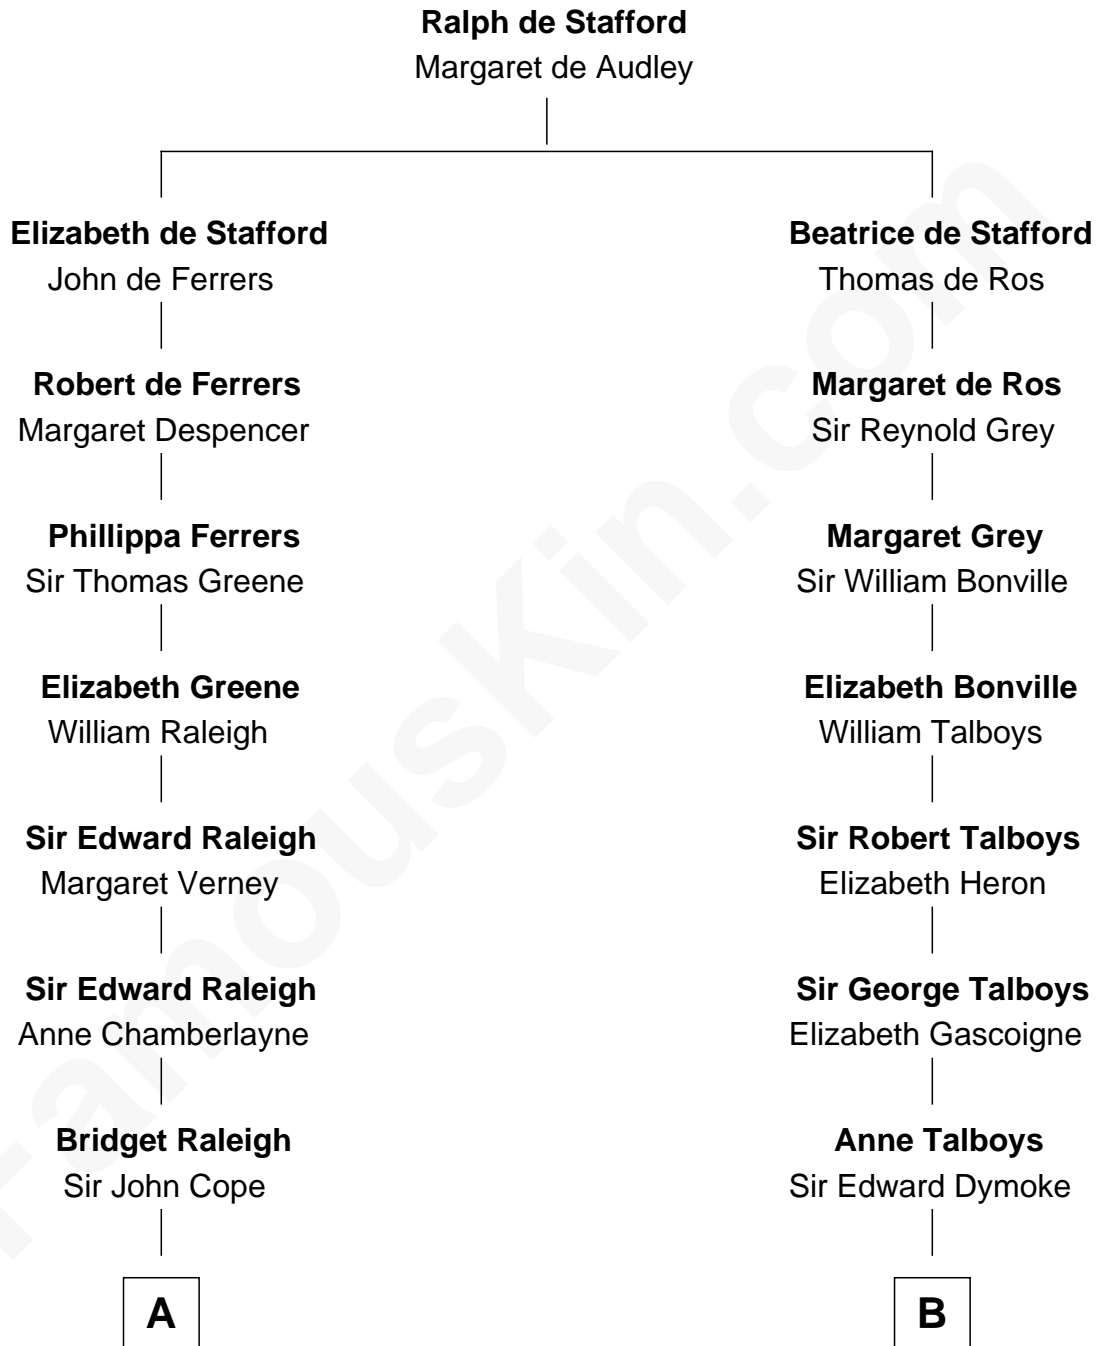 Ralph de Stafford
Margaret de Audley
Elizabeth de Stafford
John de Ferrers
Beatrice de Stafford
Thomas de Ros
Robert de Ferrers
Margaret Despencer
Margaret de Ros
Sir Reynold Grey
Phillippa Ferrers
Sir Thomas Greene
Margaret Grey
Sir William Bonville
Elizabeth Greene
William Raleigh
Elizabeth Bonville
William Talboys
Sir Edward Raleigh
Margaret Verney
Sir Robert Talboys
Elizabeth Heron
Sir Edward Raleigh
Anne Chamberlayne
Sir George Talboys
Elizabeth Gascoigne
Bridget Raleigh
Sir John Cope
Anne Talboys
Sir Edward Dymoke
A
B
FamousKin.com